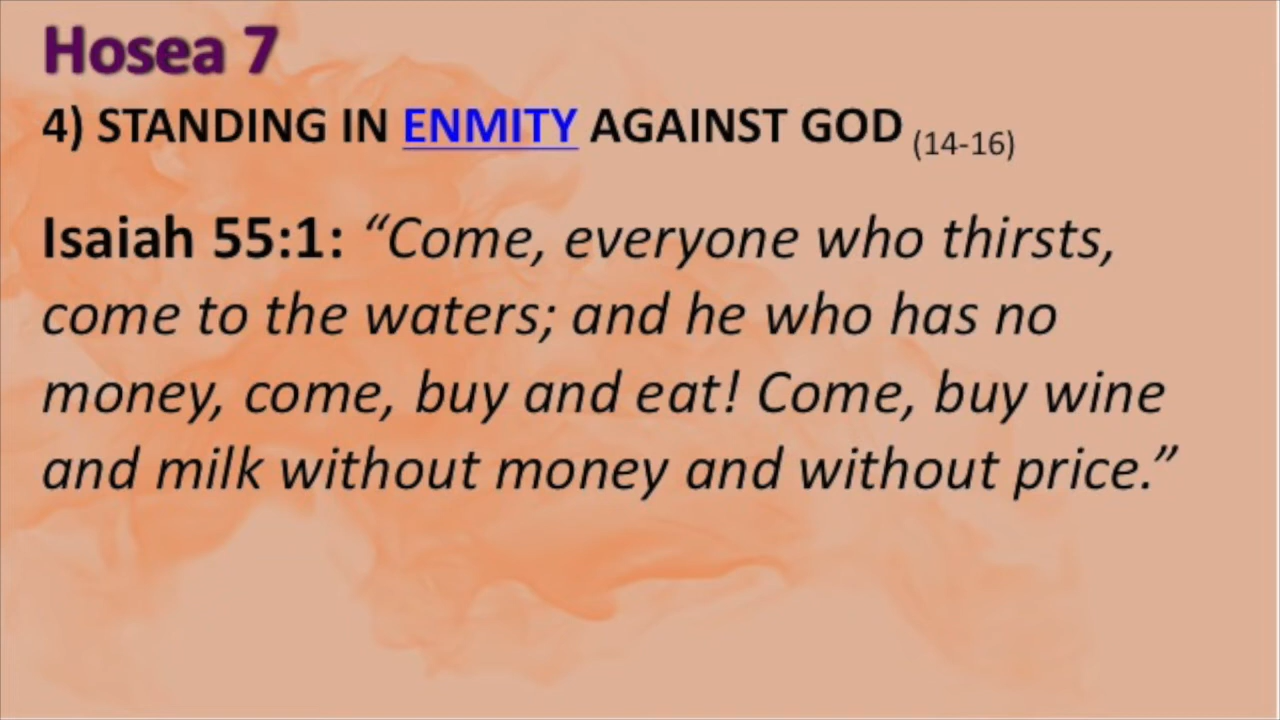 Hosea 7
4) STANDING IN ENMITY AGAINST GOD (14-16)
Isaiah 55:1: “Come, everyone who thirsts,
come to the waters; and he who has no
money, come, buy and eat! Come, buy wine
and milk without money and without price.”